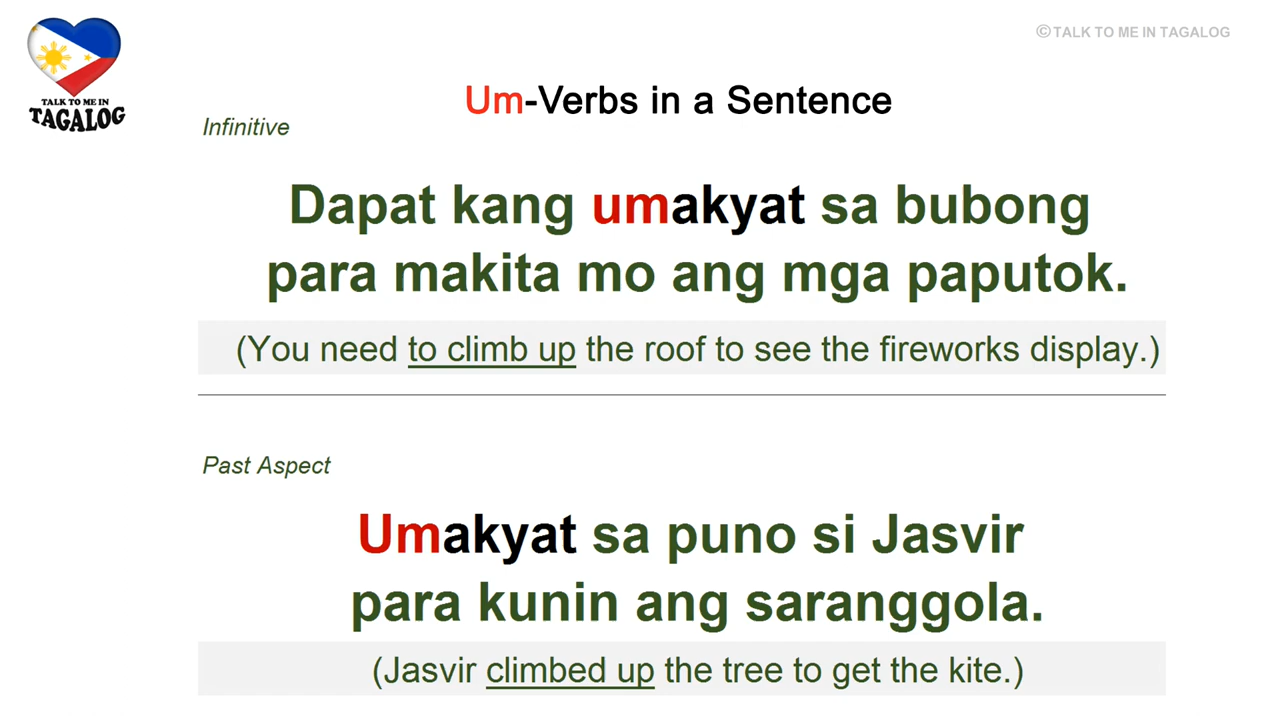 ©TALK TO ME IN TAGALOG
TALK TO ME IN
TAGALOG
Um-Verbs in a Sentence
Infinitive
Dapat kang umakyat sa bubong
para makita mo ang mga paputok.
(You need to climb up the roof to see the fireworks display.)
Past Aspect
Umakyat sa puno si Jasvir
para kunin ang saranggola.
(Jasvir climbed up the tree to get the kite.)